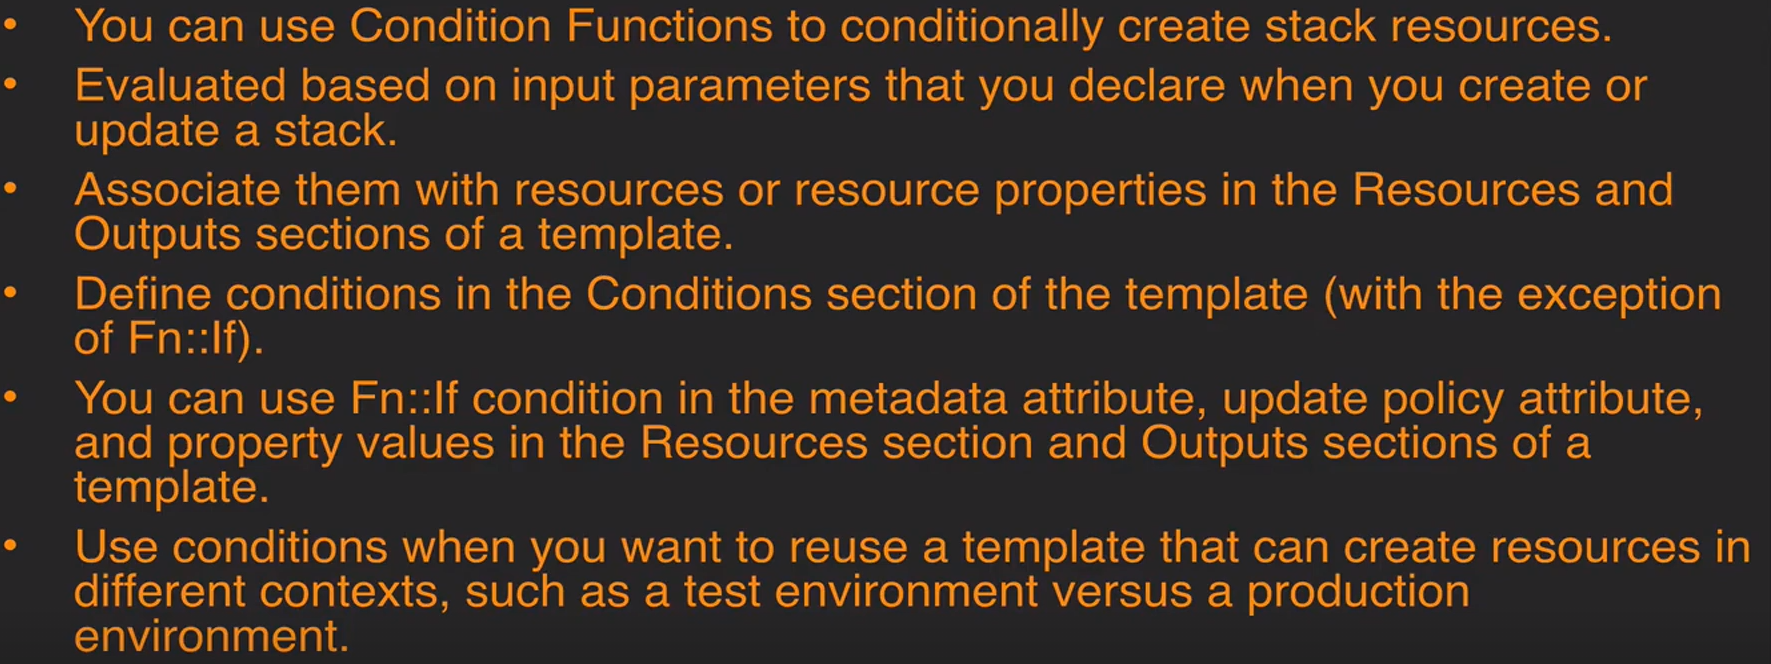 • You can use Condition Functions to conditionally create stack resources.
• Evaluated based on input parameters that you declare when you create or
update a stack.
• Associate them with resources or resource properties in the Resources and
Outputs sections of a template.
• Define conditions in the Conditions section of the template (with the exception
of Fn::If).
• You can use Fn::If condition in the metadata attribute, update policy attribute,
and property values in the Resources section and Outputs sections of a
template.
• Use conditions when you want to reuse a template that can create resources in
different contexts, such as a test environment versus a production
environment.